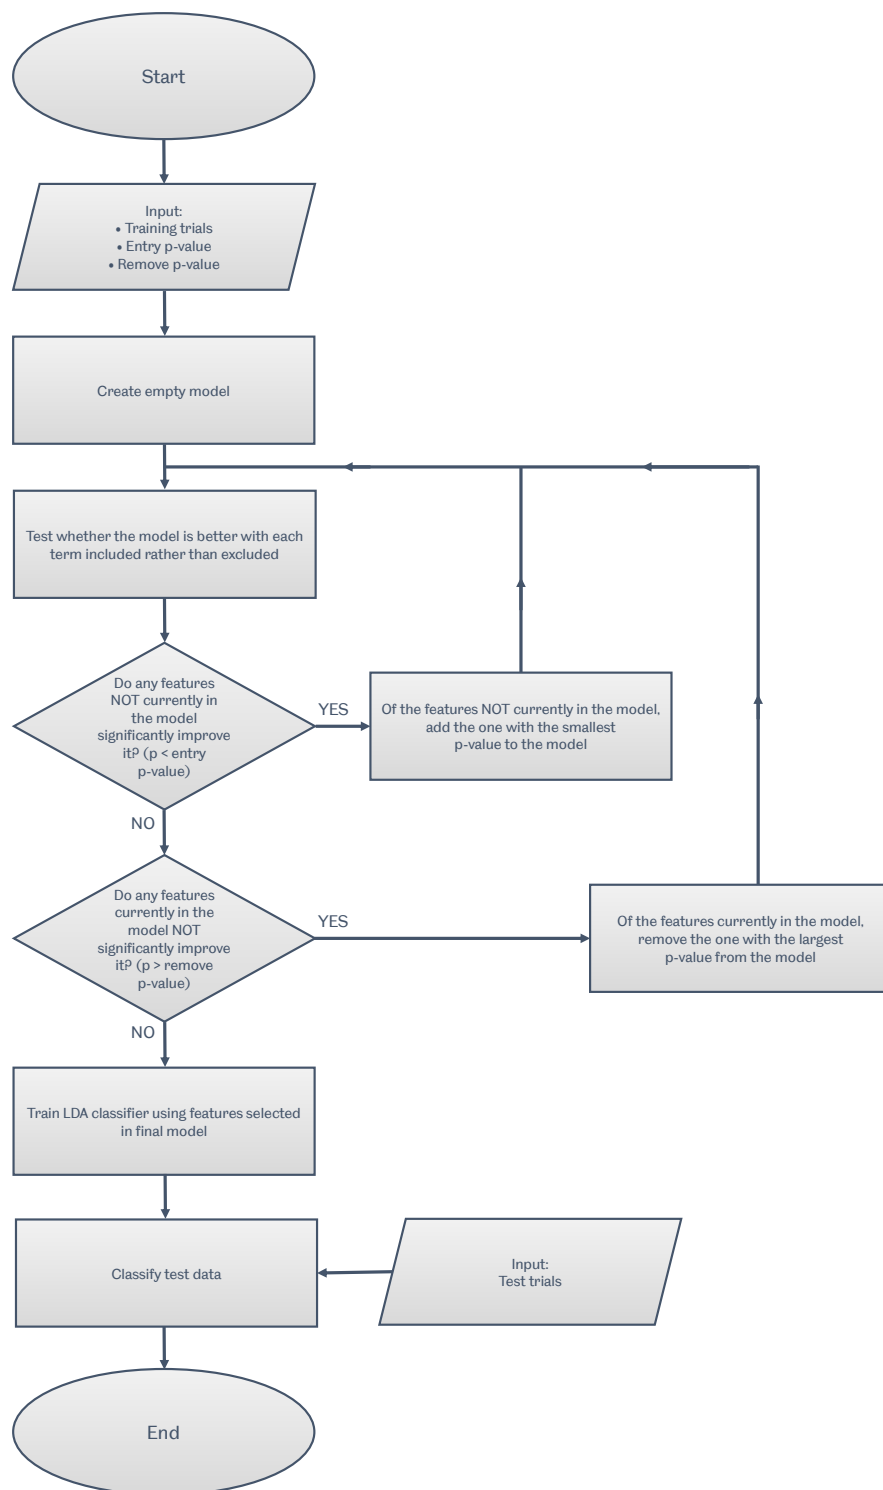 Start
Input:
• Training trials
• Entry p-value
• Remove p-value
Create empty model
Test whether the model is better with each
term included rather than excluded
Do any features
NOT currently in
the model
significantly improve
it? (p < entry
p-value)
YES
Of the features NOT currently in the model,
add the one with the smallest
p-value to the model
NO
Do any features
currently in the
model NOT
significantly improve
it? (p > remove
p-value)
YES
Of the features currently in the model,
remove the one with the largest
p-value from the model
NO
Train LDA classifier using features selected
in final model
Classify test data
Input:
Test trials
End